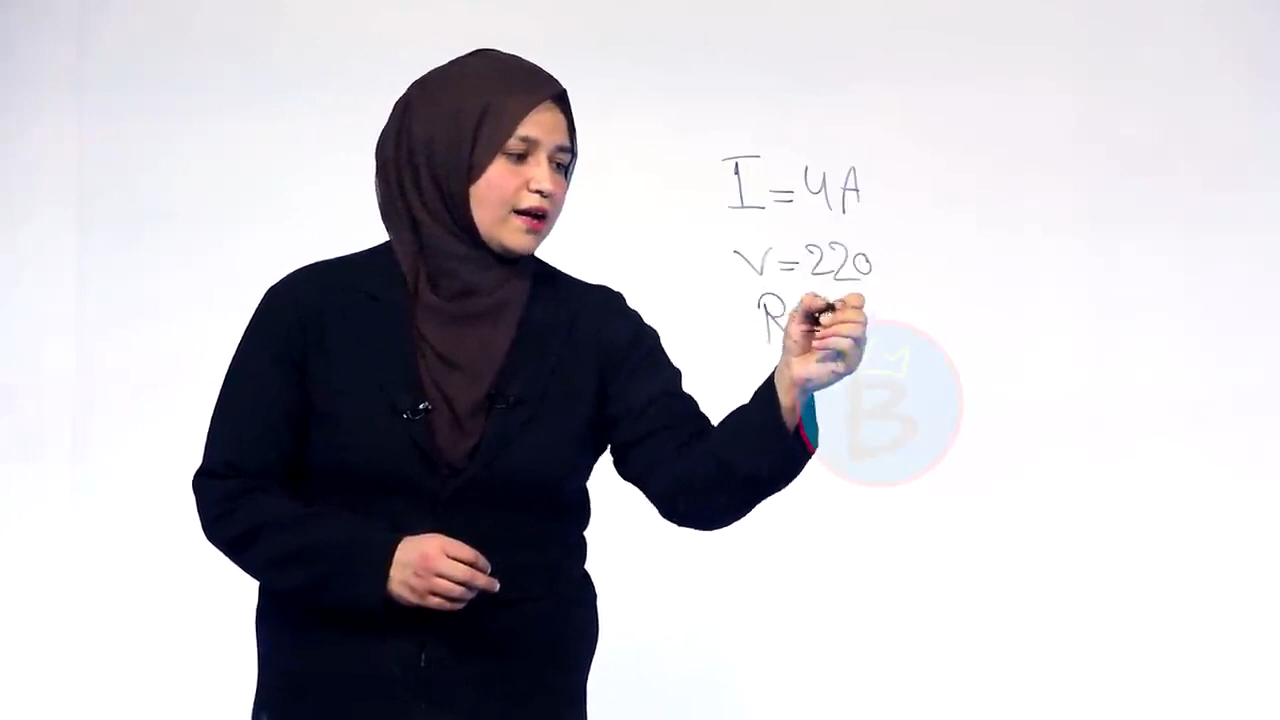 I = 4A
V = 220
R
B